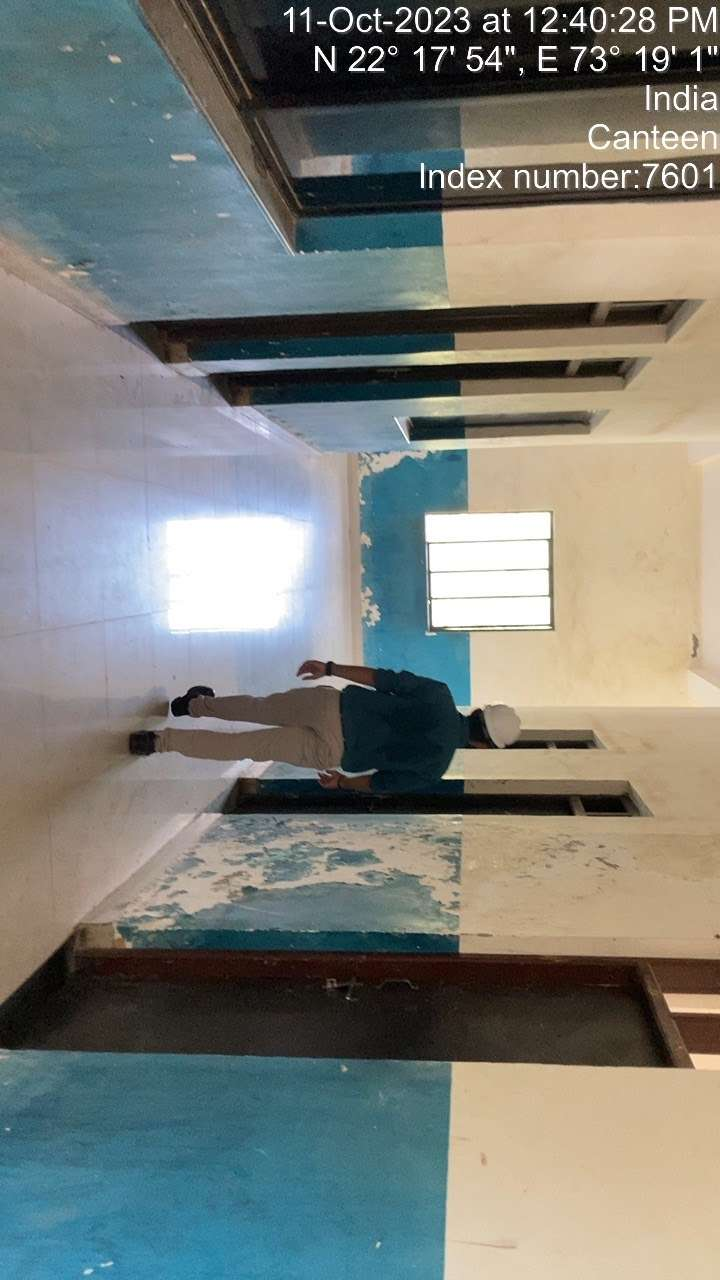 11-Oct-2023 at 12:40:28 PM
N 22° 17' 54", E 73° 19' 1"
India
Canteen
Index number:7601